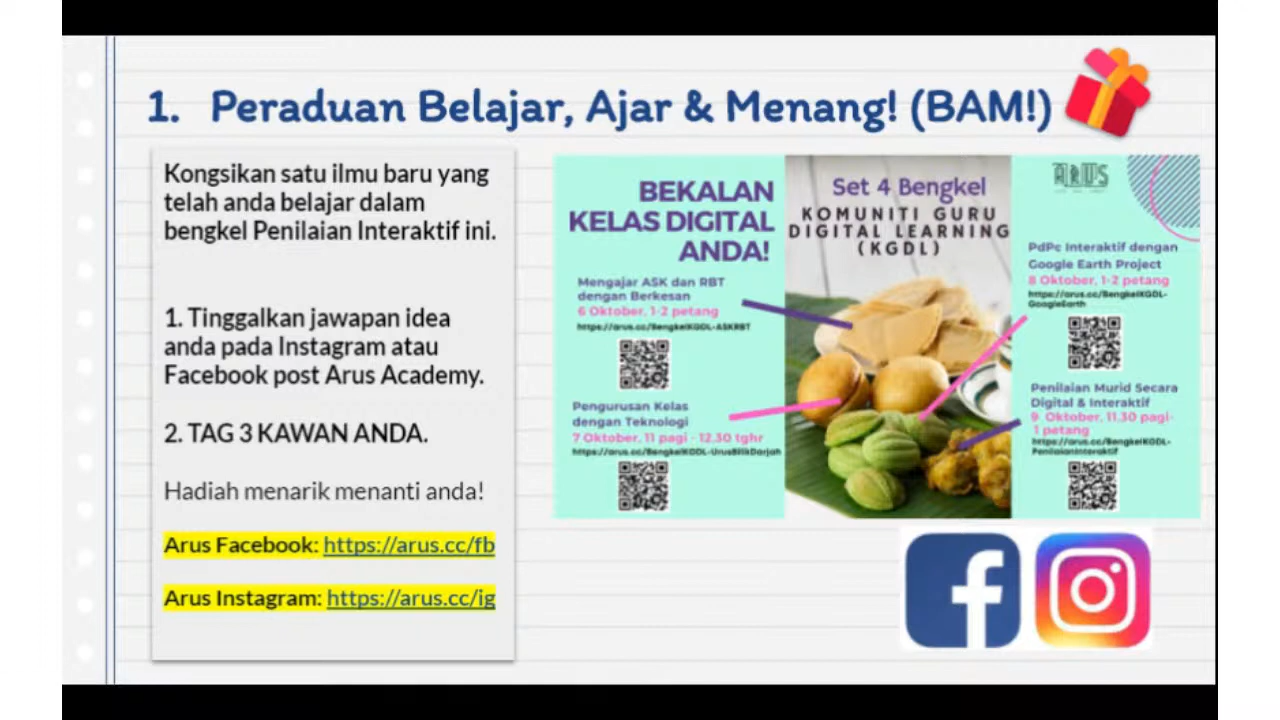 1. Peraduan Belajar, Ajar & Menang! (BAM!)
Kongsikan satu ilmu baru yang
telah anda belajar dalam
bengkel Penilaian Interaktif ini.
1. Tinggalkan jawapan idea
anda pada Instagram atau
Facebook post Arus Academy.
2. TAG 3 KAWAN ANDA.
Hadiah menarik menanti anda!
Arus Facebook: https://arus.cc/fb
Arus Instagram: https://arus.cc/ig
BEKALAN
KELAS DIGITAL
ANDA!
Mengajar ASK dan RBT
dengan Berkesan
6 Oktober, 1-2 petang
https://arus.cc/BengkelKGDL-ASKRBT
Pengurusan Kelas
dengan Teknologi
7 Oktober, 11 pagi - 12.30 tghr
https://arus.cc/BengkelKGDL-UrusBilikDarjah
Set 4 Bengkel
KOMUNITI GURU
DIGITAL LEARNING
(KGDL)
ARUS
PdPc Interaktif dengan
Google Earth Project
8 Oktober, 1-2 petang
https://arus.cc/BengkelKGDL-
GoogleEarth
Penilaian Murid Secara
Digital & Interaktif
9 Oktober, 11.30 pagi-
1 petang
https://arus.cc/BengkelKGDL-
PenilaianInteraktif